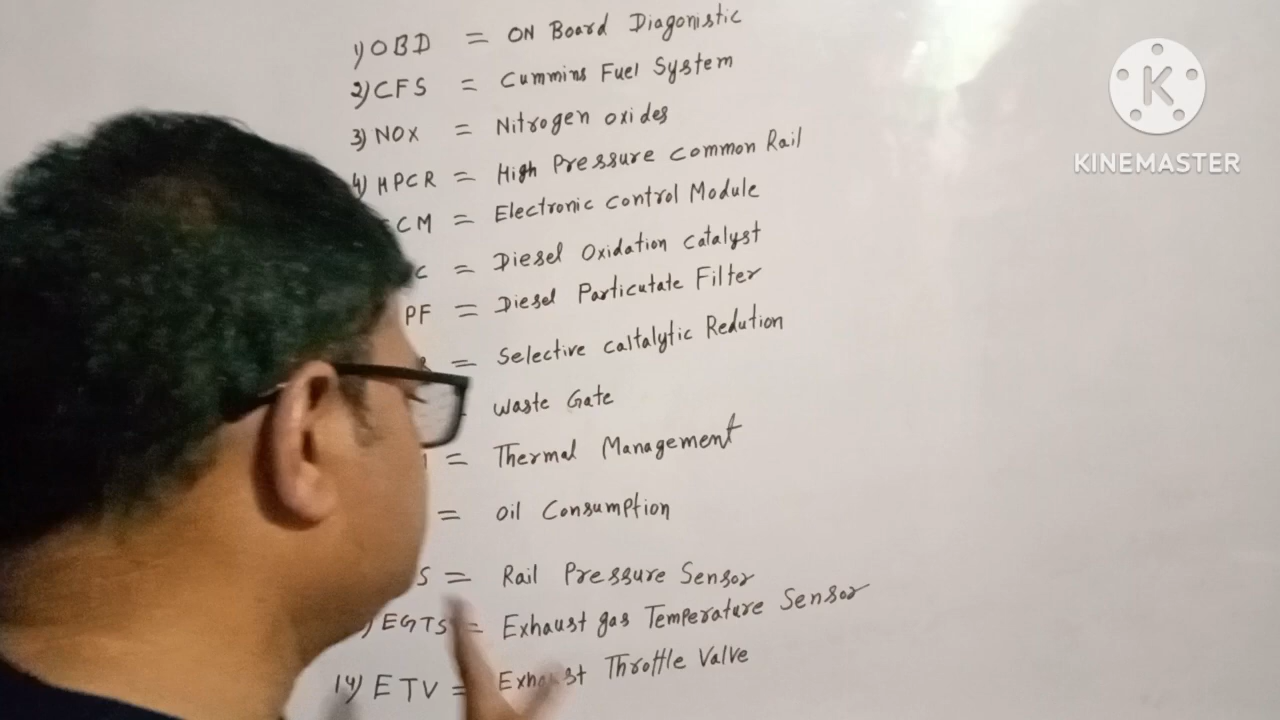 1) OBD = ON Board Diagonistic
2) CFS = Cummins Fuel System
3) NOX = Nitrogen oxides
4) HPCR = High Pressure Common Rail
CM = Electronic control Module
C = Diesel Oxidation Catalyst
PF = Diesel Particutate Filter
= Selective Caltalytic Redution
Waste Gate
= Thermal Management
= Oil Consumption
S = Rail Pressure Sensor
) EGTS = Exhaust gas Temperature Sensor
14) ETV = Exhaust Throttle Valve
K
KINEMASTER